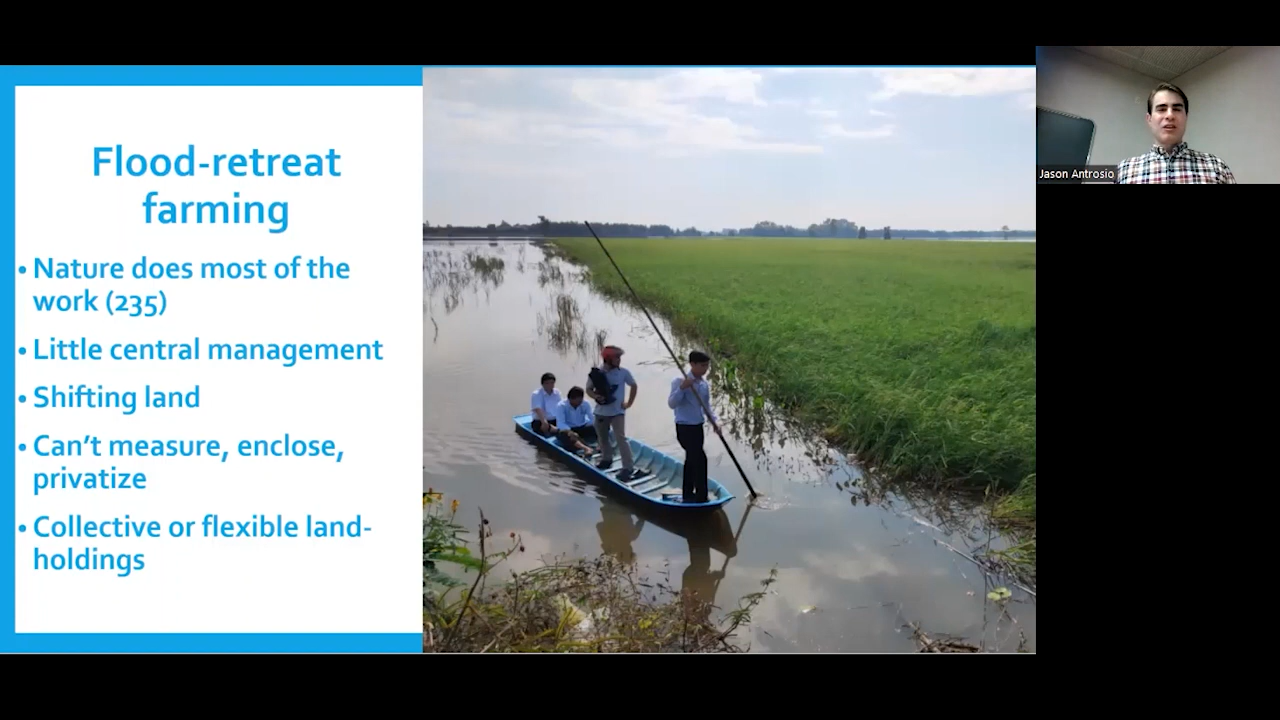 Flood-retreat
farming
• Nature does most of the
work (235)
• Little central management
• Shifting land
• Can't measure, enclose,
privatize
• Collective or flexible land-
holdings
Jason Antrosio